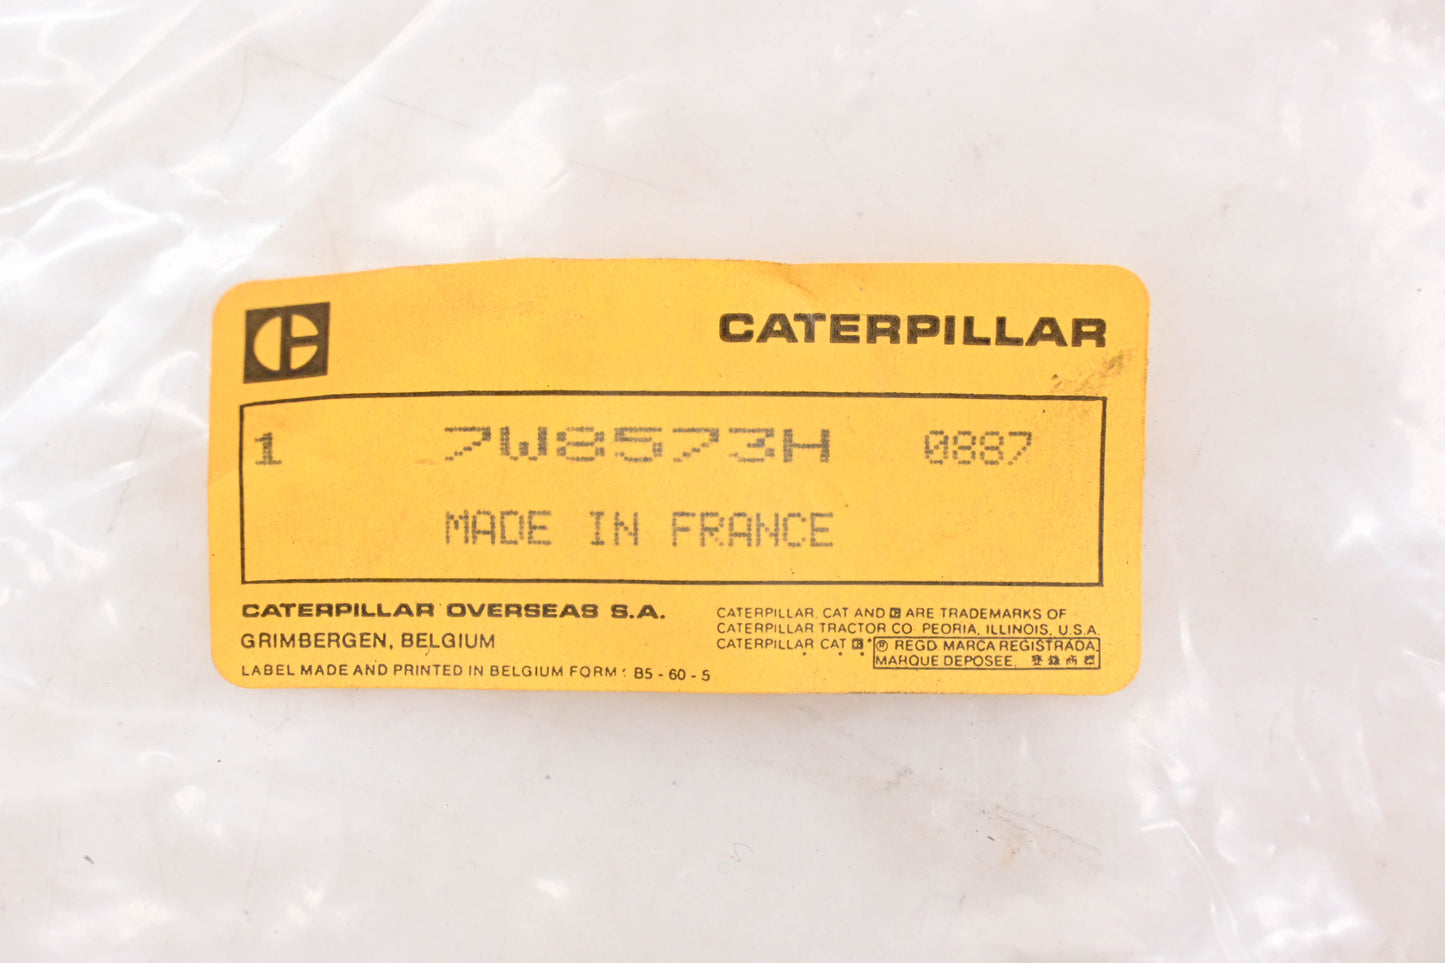 CATERPILLAR
1 7W8573H 0887
MADE IN FRANCE
CATERPILLAR OVERSEAS S.A.
GRIMBERGEN, BELGIUM
LABEL MADE AND PRINTED IN BELGIUM FORM: B5-60-5
CATERPILLAR, CAT AND C ARE TRADEMARKS OF
CATERPILLAR TRACTOR CO. PEORIA, ILLINOIS, U.S.A.
CATERPILLAR CAT C ® REGD. MARCA REGISTRADA
MARQUE DEPOSEE.